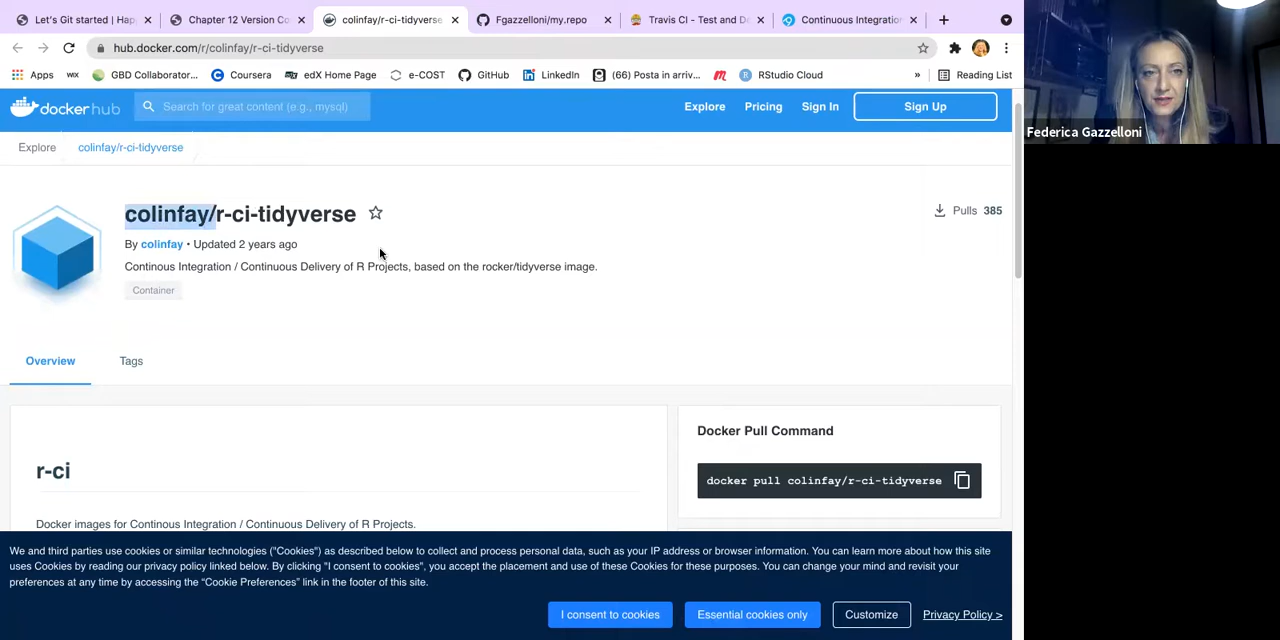 Let's Git started | Hap
Chapter 12 Version Co
colinfay/r-ci-tidyverse
Fgazzelloni/my.repo
Travis CI - Test and De
Continuous Integration
hub.docker.com/r/colinfay/r-ci-tidyverse
Apps
WIX
GBD Collaborator...
Coursera
edX Home Page
e-COST
GitHub
LinkedIn
(66) Posta in arriv...
RStudio Cloud
»
Reading List
dockerhub
Search for great content (e.g., mysql)
Explore
Pricing
Sign In
Sign Up
Federica Gazzelloni
Explore
colinfay/r-ci-tidyverse
colinfay/r-ci-tidyverse
Pulls 385
By colinfay • Updated 2 years ago
Continous Integration / Continuous Delivery of R Projects, based on the rocker/tidyverse image.
Container
Overview
Tags
Docker Pull Command
r-ci
docker pull colinfay/r-ci-tidyverse
Docker images for Continous Integration / Continuous Delivery of R Projects.
We and third parties use cookies or similar technologies ("Cookies") as described below to collect and process personal data, such as your IP address or browser information. You can learn more about how this site
uses Cookies by reading our privacy policy linked below. By clicking "I consent to cookies", you accept the placement and use of these Cookies for these purposes. You can change your mind and revisit your
preferences at any time by accessing the "Cookie Preferences" link in the footer of this site.
I consent to cookies
Essential cookies only
Customize
Privacy Policy >